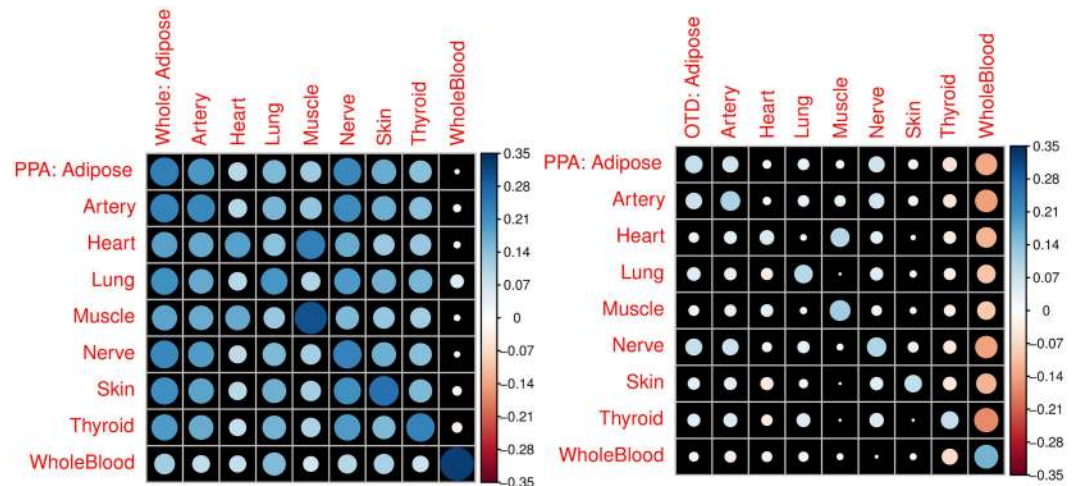 Whole: Adipose
Artery
Heart
Lung
Muscle
Nerve
Skin
Thyroid
WholeBlood
PPA: Adipose
Artery
Heart
Lung
Muscle
Nerve
Skin
Thyroid
WholeBlood
0.35
0.28
0.21
0.14
0.07
0
−0.07
−0.14
−0.21
−0.28
−0.35
OTD: Adipose
Artery
Heart
Lung
Muscle
Nerve
Skin
Thyroid
WholeBlood
PPA: Adipose
Artery
Heart
Lung
Muscle
Nerve
Skin
Thyroid
WholeBlood
0.35
0.28
0.21
0.14
0.07
0
−0.07
−0.14
−0.21
−0.28
−0.35